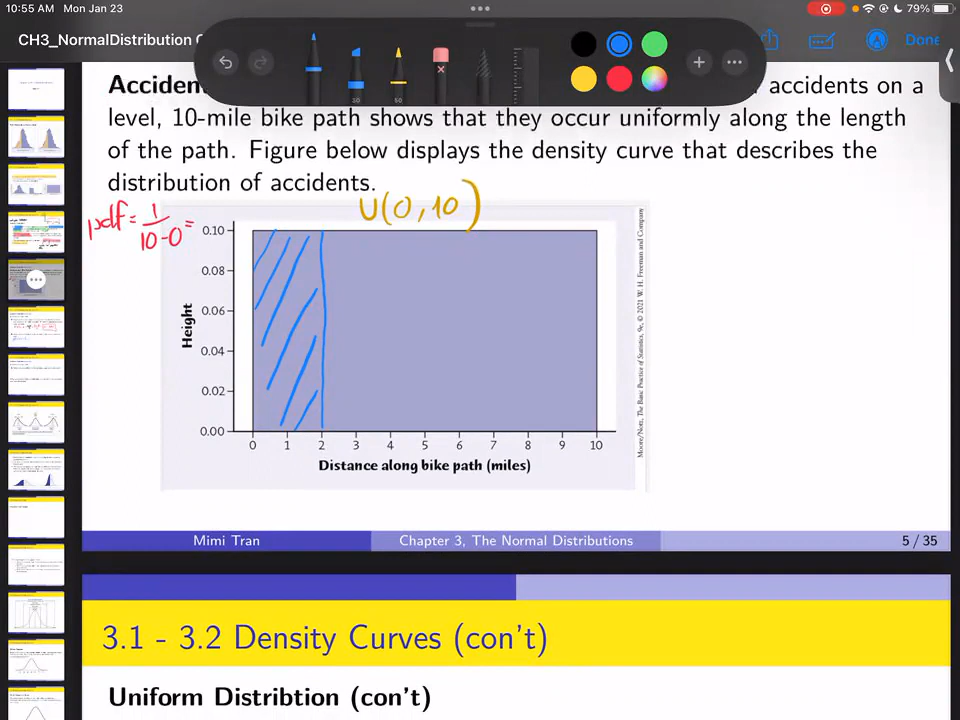 10:55 AM Mon Jan 23
79%
CH3_NormalDistribution
Done
50
80
accidents on a
level, 10-mile bike path shows that they occur uniformly along the length
of the path. Figure below displays the density curve that describes the
distribution of accidents.
U(0,10)
pdf = 1/10-0 =
0.10
0.08
0.06
0.04
0.02
0.00
Height
0 1 2 3 4 5 6 7 8 9 10
Distance along bike path (miles)
Moore/Notz, The Basic Practice of Statistics, 9e, © 2021 W. H. Freeman and Company
Mimi Tran Chapter 3, The Normal Distributions 5 / 35
3.1 - 3.2 Density Curves (con't)
Uniform Distribtion (con't)